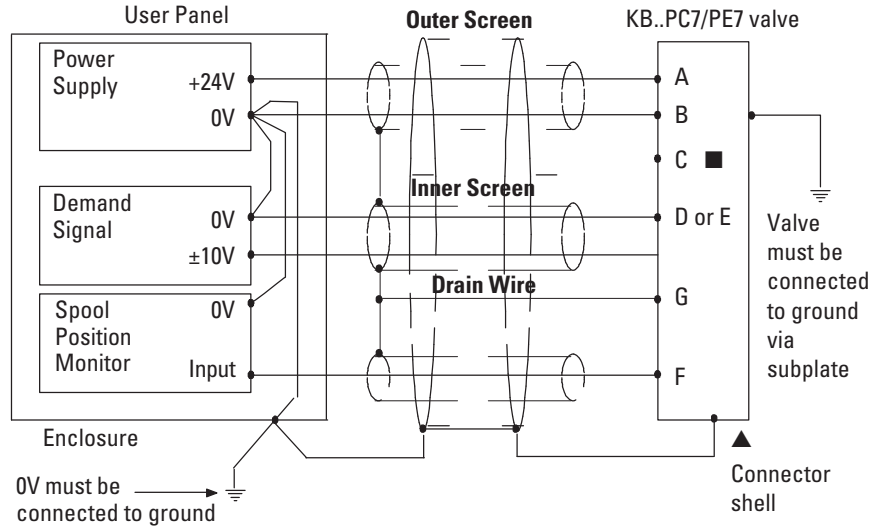 User Panel
Outer Screen
KB..PC7/PE7 valve
Power
Supply
+24V
0V
A
B
C ■
Inner Screen
Demand
Signal
0V
±10V
D or E
Drain Wire
Spool
Position
Monitor
0V
Input
G
F
Valve
must be
connected
to ground
via
subplate
Enclosure
▲
Connector
shell
0V must be
connected to ground